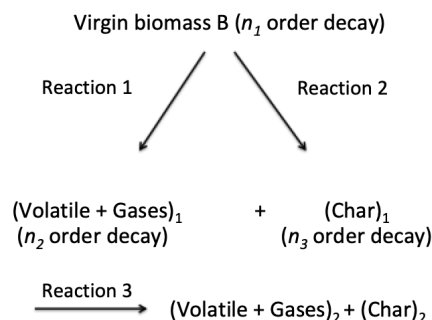 Virgin biomass B (n₁ order decay)
Reaction 1
Reaction 2
(Volatile + Gases)₁ + (Char)₁
(n₂ order decay) (n₃ order decay)
Reaction 3
(Volatile + Gases)₂ + (Char)₂